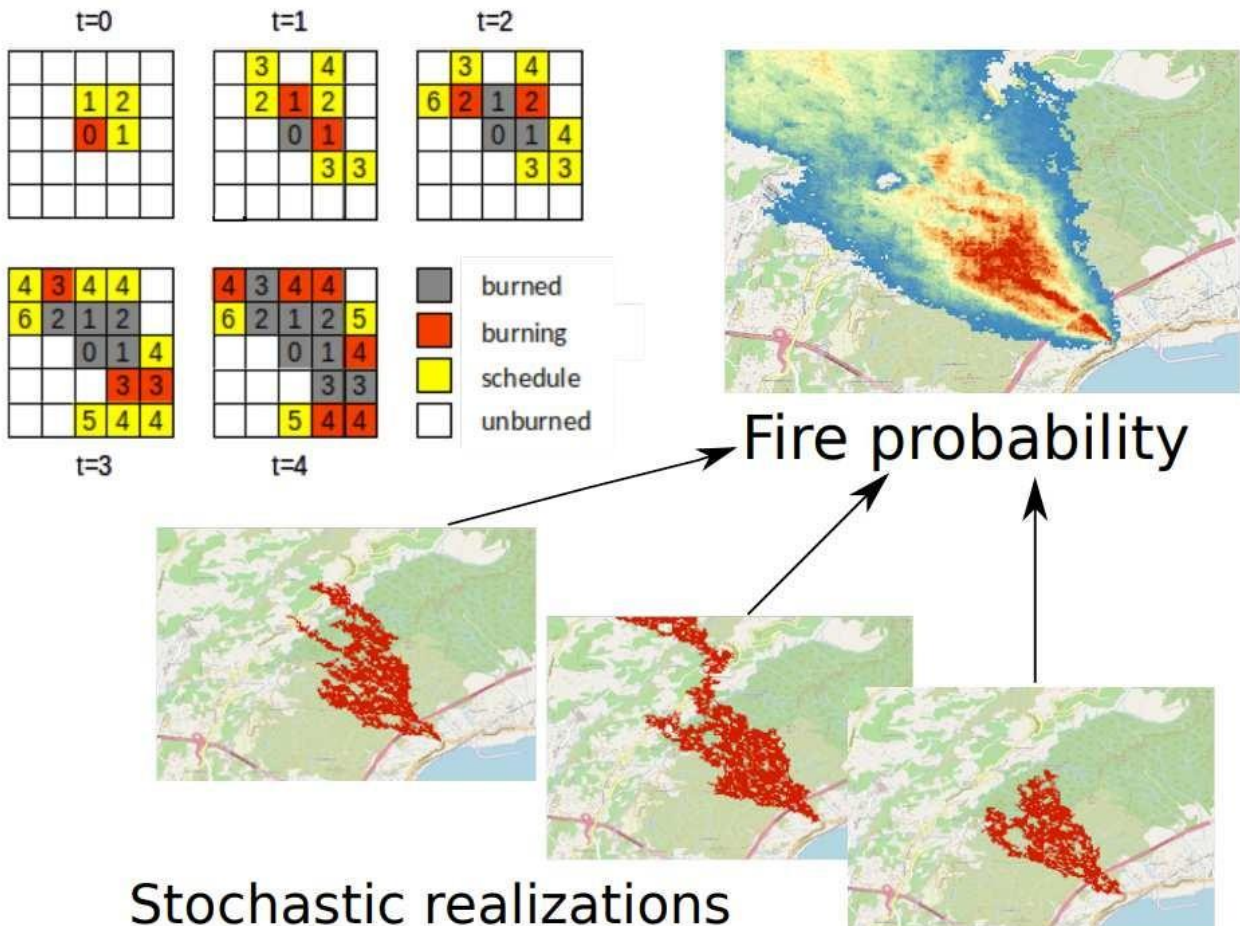 t=0 t=1 t=2
3 4 3 4
1 2 2 1 2 6 2 1 2
0 1 0 1 0 1 4
3 3 3 3
4 3 4 4 4 3 4 4 burned
6 2 1 2 6 2 1 2 5 burning
0 1 4 0 1 4
3 3 3 3 schedule
5 4 4 5 4 4 unburned
t=3 t=4
Fire probability
Stochastic realizations